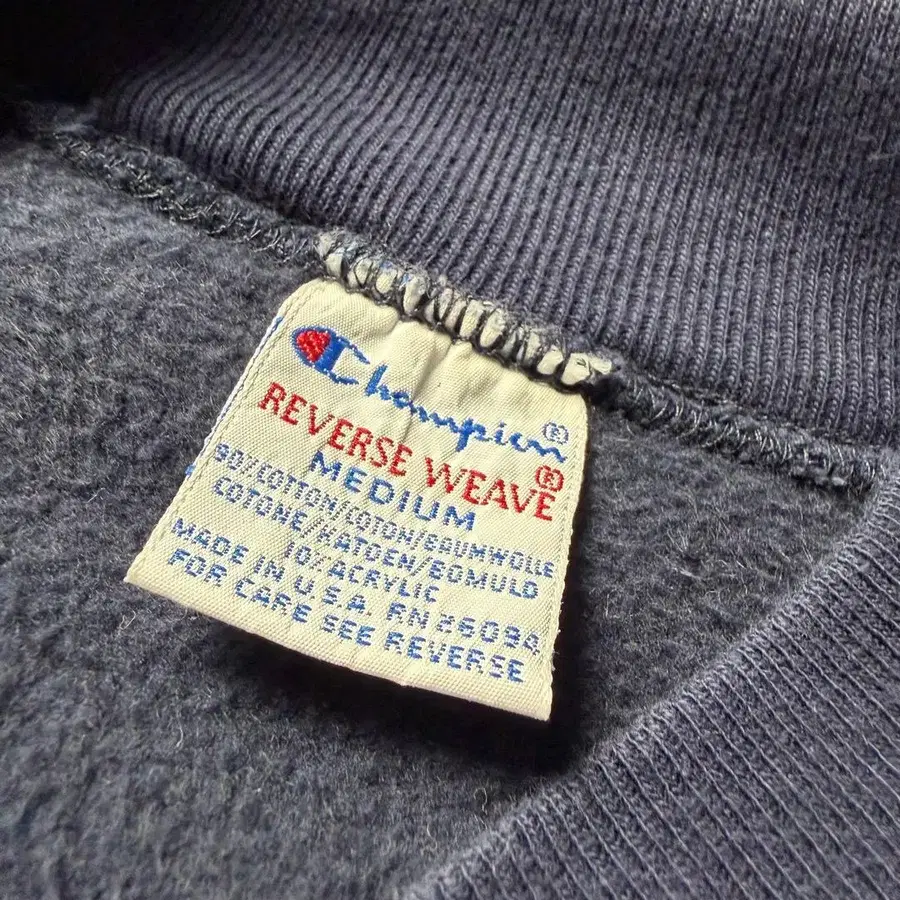 Champion®
REVERSE WEAVE®
MEDIUM
90/COTTON/COTON/BAUMWOLLE
COTONE/KATOEN/BOMULD
10/ACRYLIC
MADE IN U.S.A. RN 26094
FOR CARE SEE REVERSE